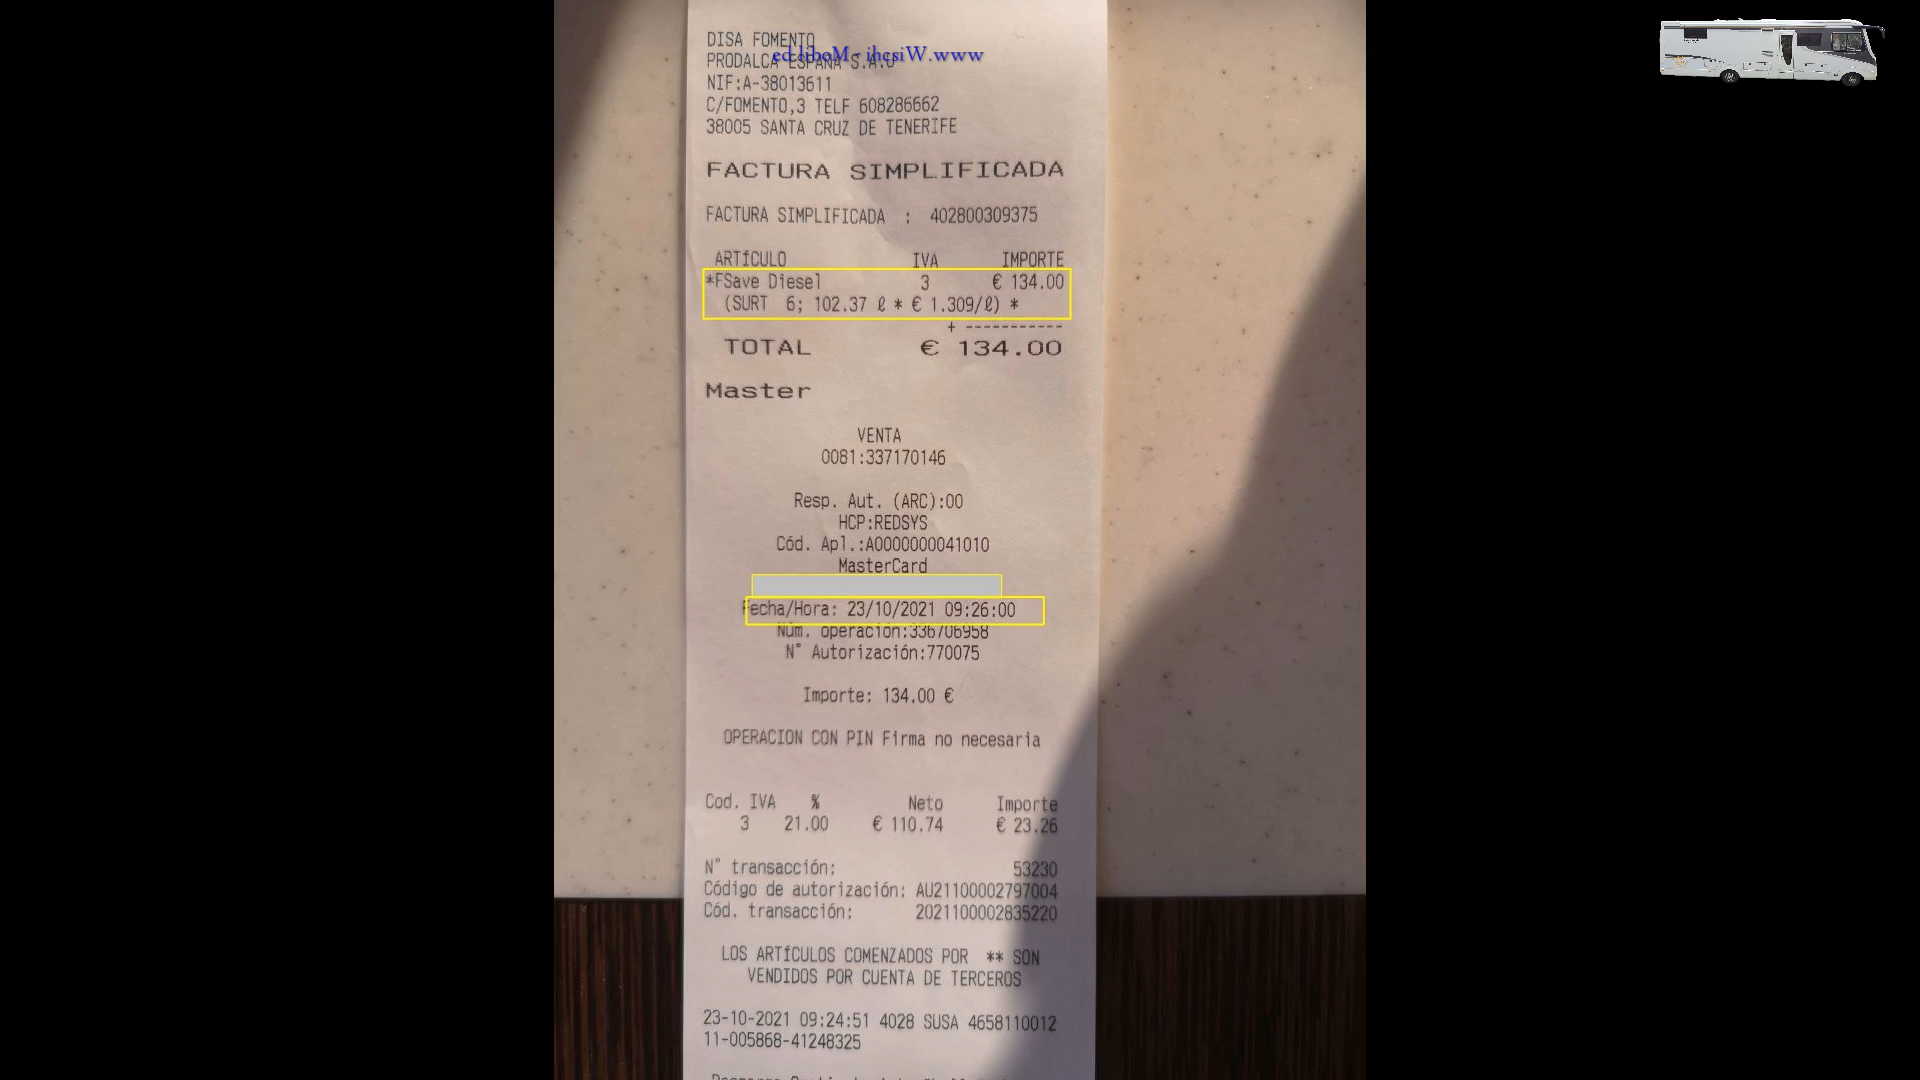 DISA FOMENTO
www.Wischi-Mobil.de
PRODALCA ESPAÑA S.A.U
NIF:A-38013611
C/FOMENTO,3 TELF 608286662
38005 SANTA CRUZ DE TENERIFE
FACTURA SIMPLIFICADA
FACTURA SIMPLIFICADA : 402800309375
ARTÍCULO IVA IMPORTE
*FSave Diesel 3 € 134.00
(SURT 6; 102.37 ℓ * € 1.309/ℓ) *
+ -----------
TOTAL € 134.00
Master
VENTA
0081:337170146
Resp. Aut. (ARC):00
HCP:REDSYS
Cód. Apl.:A0000000041010
MasterCard
Fecha/Hora: 23/10/2021 09:26:00
Núm. operación:336706958
N° Autorización:770075
Importe: 134.00 €
OPERACION CON PIN Firma no necesaria
Cod. IVA % Neto Importe
3 21.00 € 110.74 € 23.26
N° transacción: 53230
Código de autorización: AU21100002797004
Cód. transacción: 2021100002835220
LOS ARTÍCULOS COMENZADOS POR ** SON
VENDIDOS POR CUENTA DE TERCEROS
23-10-2021 09:24:51 4028 SUSA 4658110012
11-005868-41248325